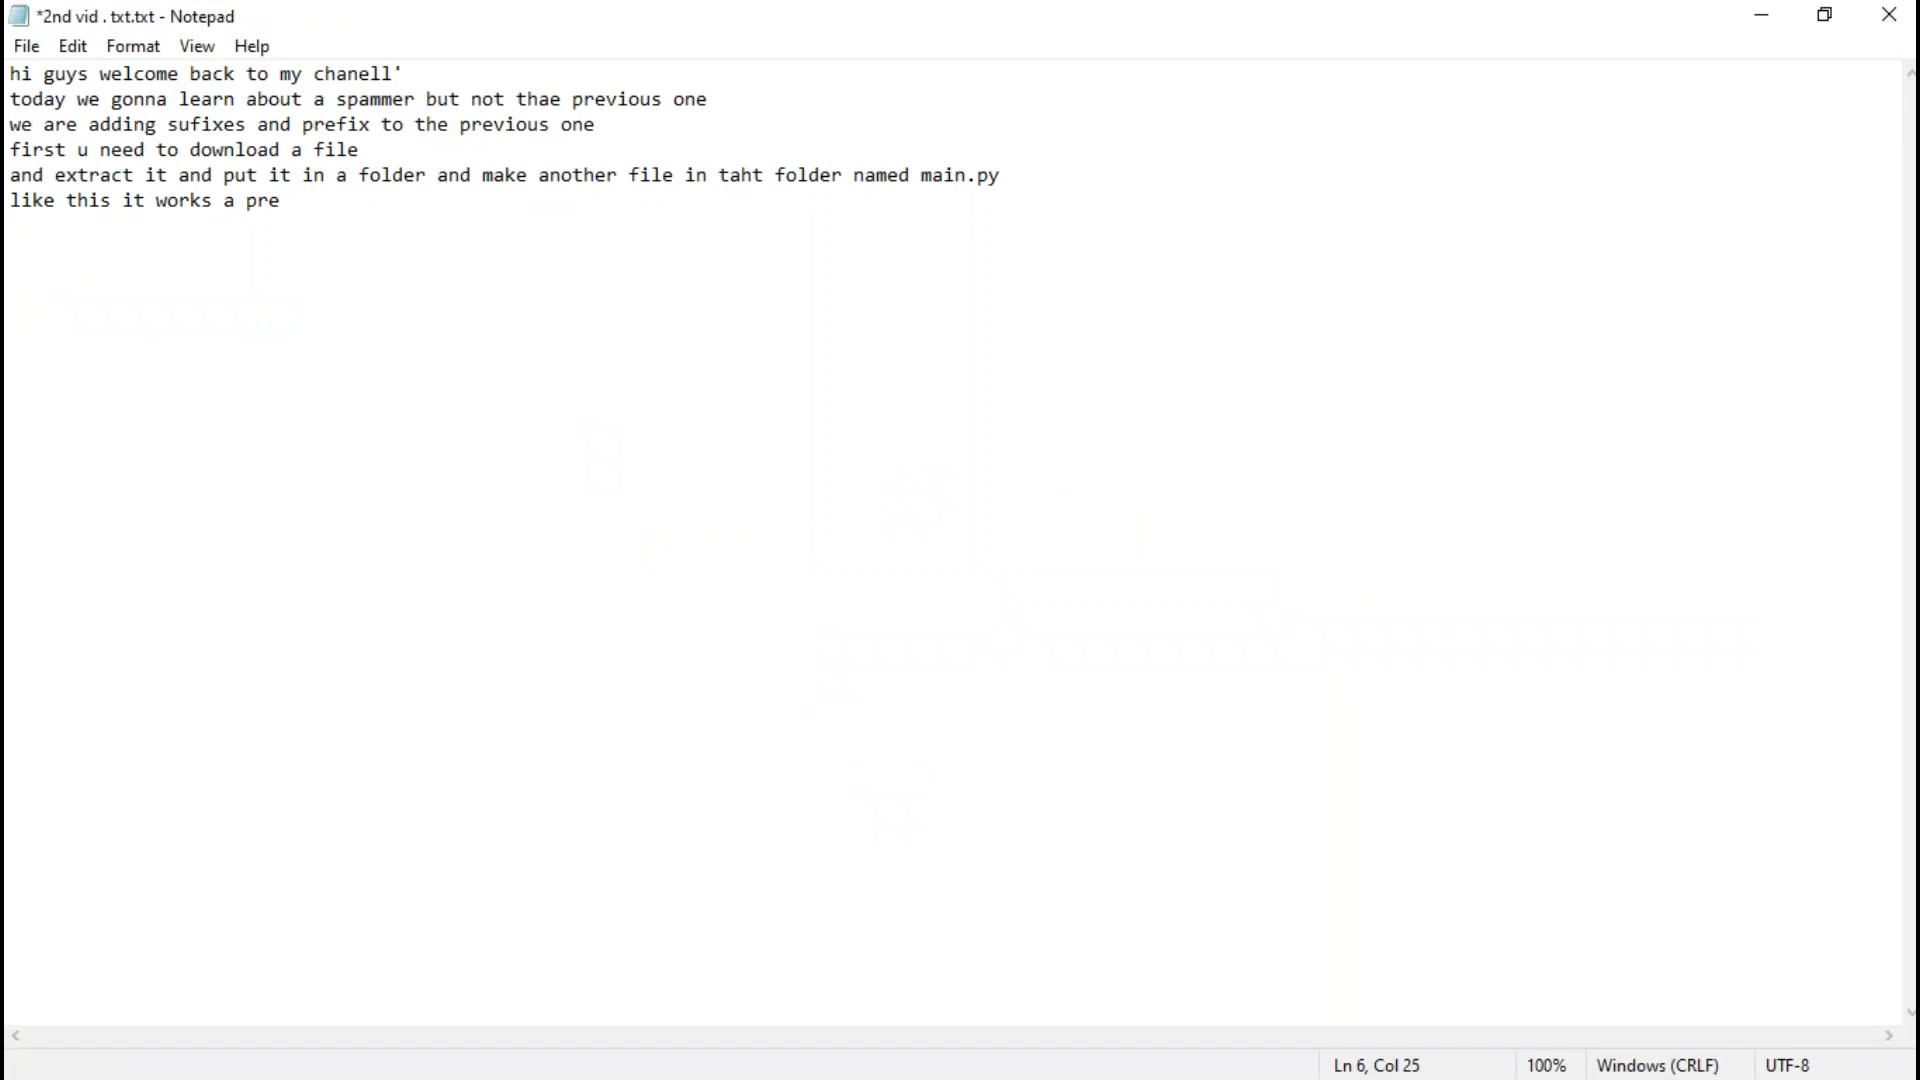 *2nd vid . txt.txt - Notepad
File Edit Format View Help
hi guys welcome back to my chanell'
today we gonna learn about a spammer but not thae previous one
we are adding sufixes and prefix to the previous one
first u need to download a file
and extract it and put it in a folder and make another file in taht folder named main.py
like this it works a pre
Ln 6, Col 25 100% Windows (CRLF) UTF-8